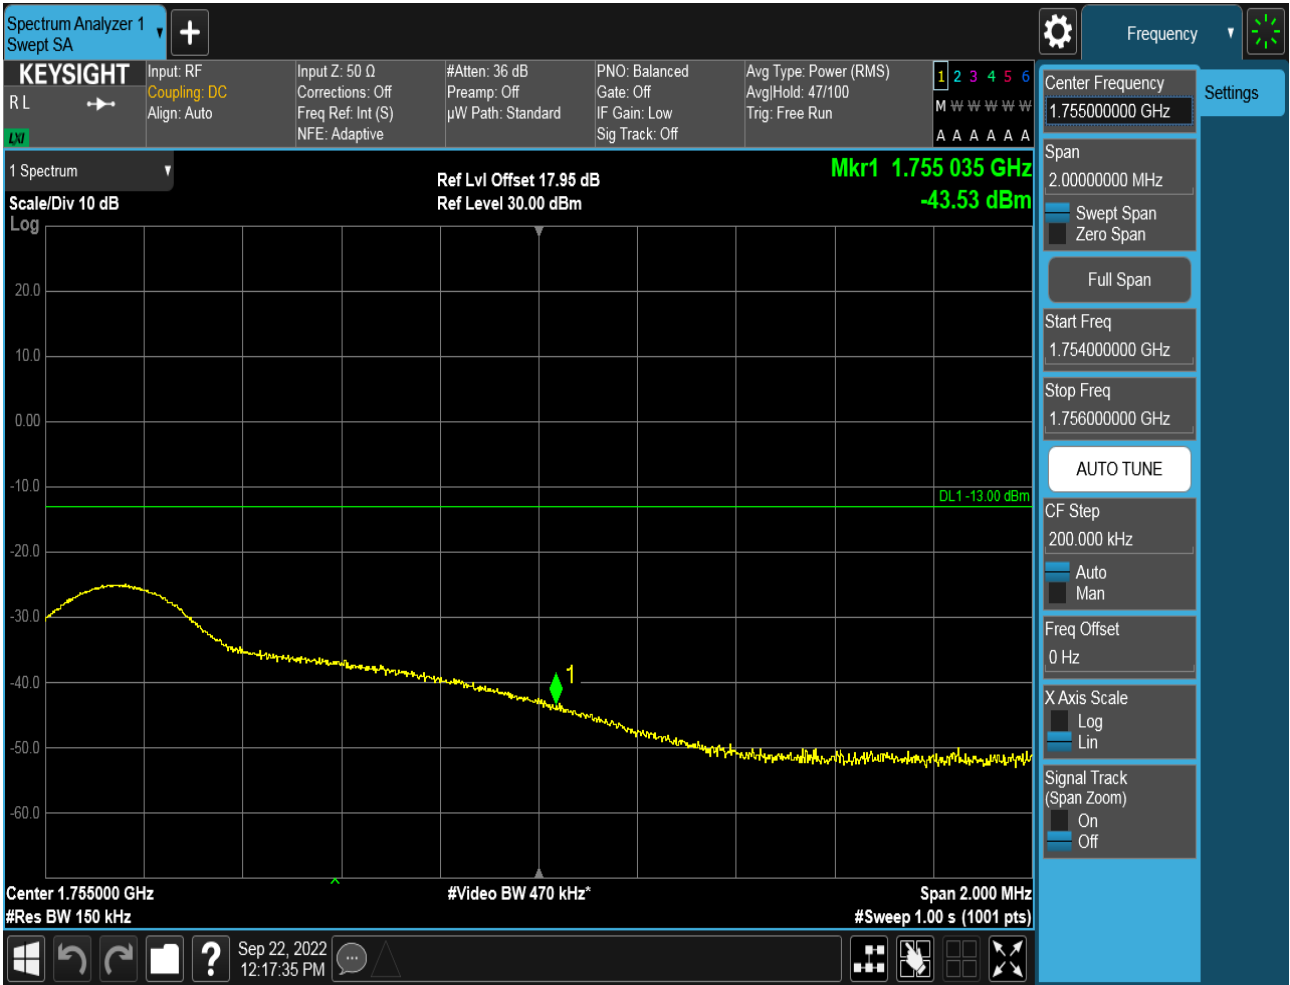 Spectrum Analyzer 1
Swept SA
Frequency
KEYSIGHT
R L
LXI
Input: RF
Coupling: DC
Align: Auto
Input Z: 50 Ω
Corrections: Off
Freq Ref: Int (S)
NFE: Adaptive
#Atten: 36 dB
Preamp: Off
µW Path: Standard
PNO: Balanced
Gate: Off
IF Gain: Low
Sig Track: Off
Avg Type: Power (RMS)
Avg|Hold: 47/100
Trig: Free Run
1 2 3 4 5 6
M W W W W W
A A A A A A
1 Spectrum
Scale/Div 10 dB
Log
Ref Lvl Offset 17.95 dB
Ref Level 30.00 dBm
Mkr1 1.755 035 GHz
-43.53 dBm
20.0
10.0
0.00
-10.0
-20.0
-30.0
-40.0
-50.0
-60.0
DL1 -13.00 dBm
1
Center 1.755000 GHz
#Res BW 150 kHz
#Video BW 470 kHz*
Span 2.000 MHz
#Sweep 1.00 s (1001 pts)
Center Frequency
1.755000000 GHz
Span
2.00000000 MHz
Swept Span
Zero Span
Full Span
Start Freq
1.754000000 GHz
Stop Freq
1.756000000 GHz
AUTO TUNE
CF Step
200.000 kHz
Auto
Man
Freq Offset
0 Hz
X Axis Scale
Log
Lin
Signal Track
(Span Zoom)
On
Off
Settings
?
Sep 22, 2022
12:17:35 PM